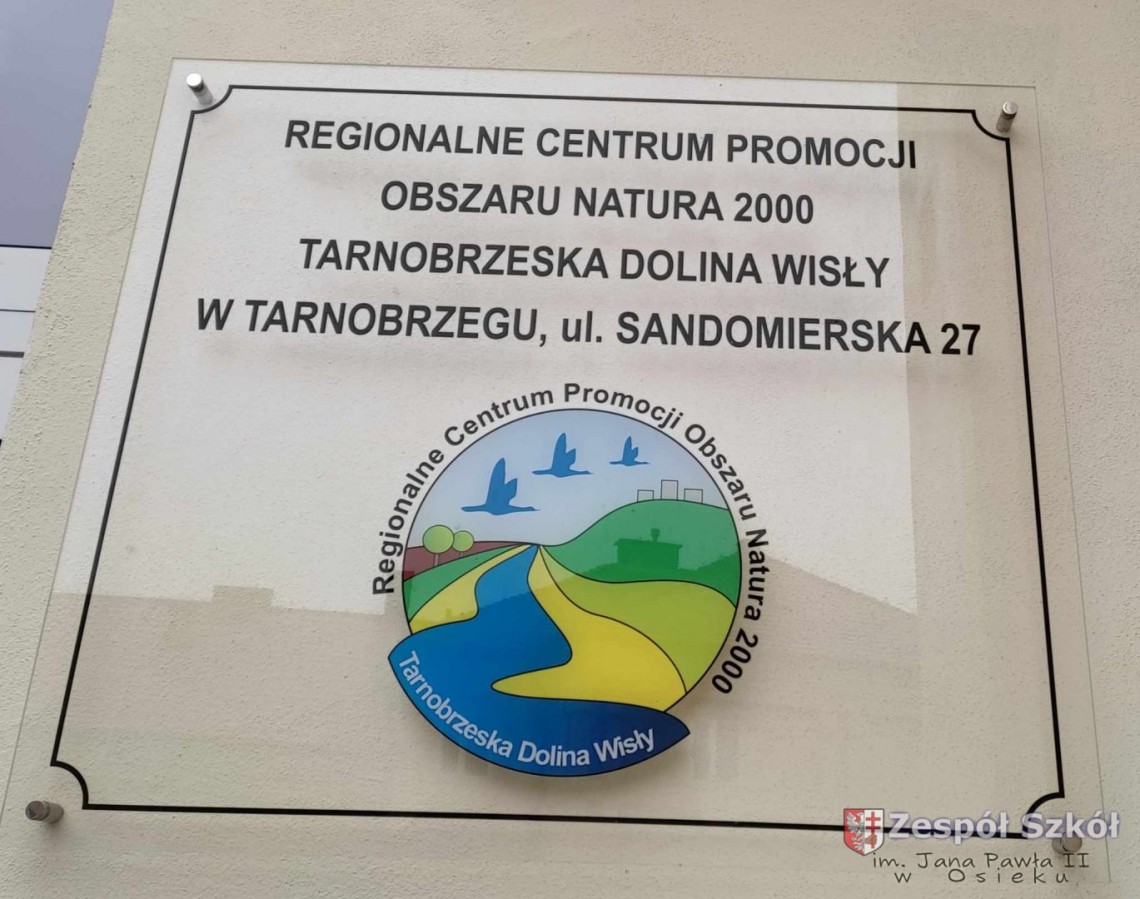 REGIONALNE CENTRUM PROMOCJI
OBSZARU NATURA 2000
TARNOBRZESKA DOLINA WISŁY
W TARNOBRZEGU, ul. SANDOMIERSKA 27
Regionalne Centrum Promocji Obszaru Natura 2000
Tarnobrzeska Dolina Wisły
Zespół Szkół
im. Jana Pawła II
w Osieku